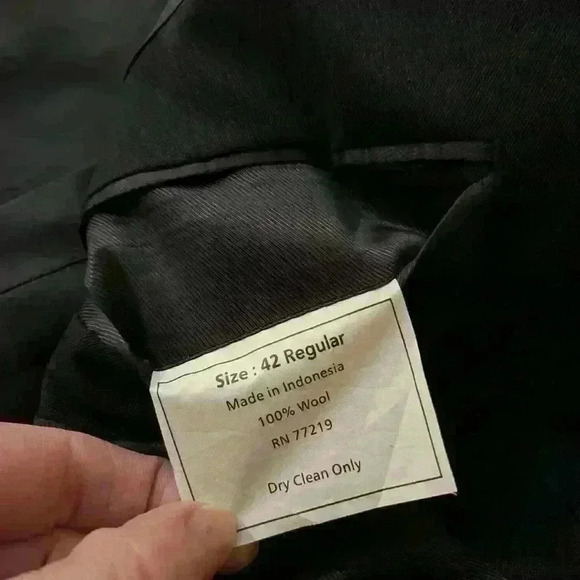 Size : 42 Regular
Made in Indonesia
100% Wool
RN 77219
Dry Clean Only